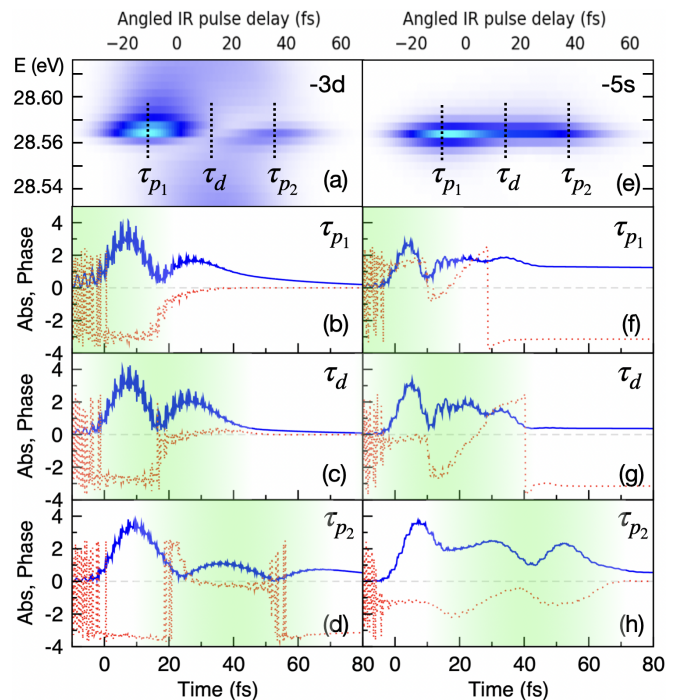 Angled IR pulse delay (fs) Angled IR pulse delay (fs)
−20 0 20 40 60 −20 0 20 40 60
E (eV)
28.60
28.56
28.54
-3d
τp1 τd τp2 (a)
-5s
τp1 τd τp2 (e)
Abs, Phase
4
2
0
-2
-4
τp1
(b)
τp1
(f)
Abs, Phase
4
2
0
-2
-4
τd
(c)
τd
(g)
Abs, Phase
4
2
0
-2
-4
τp2
(d)
τp2
(h)
0 20 40 60 80 0 20 40 60 80
Time (fs) Time (fs)